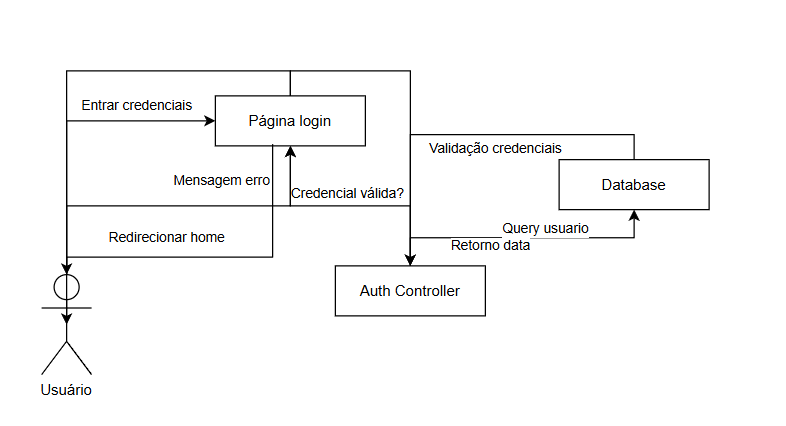 Entrar credenciais
Página login
Validação credenciais
Mensagem erro
Credencial válida?
Database
Query usuario
Redirecionar home
Retorno data
Auth Controller
Usuário